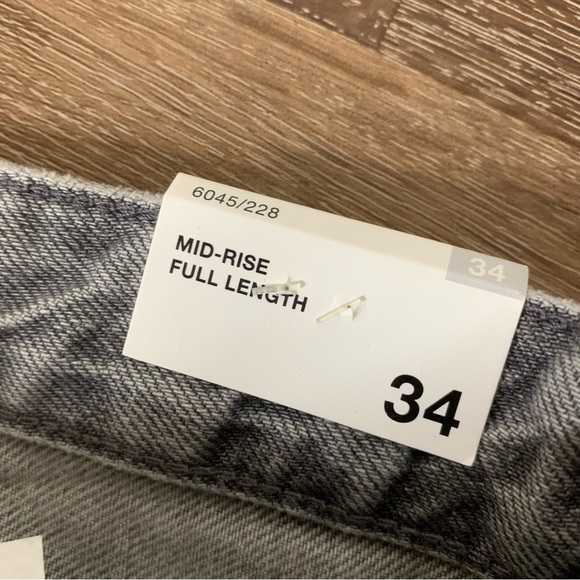 6045/228
34
MID-RISE
FULL LENGTH
34